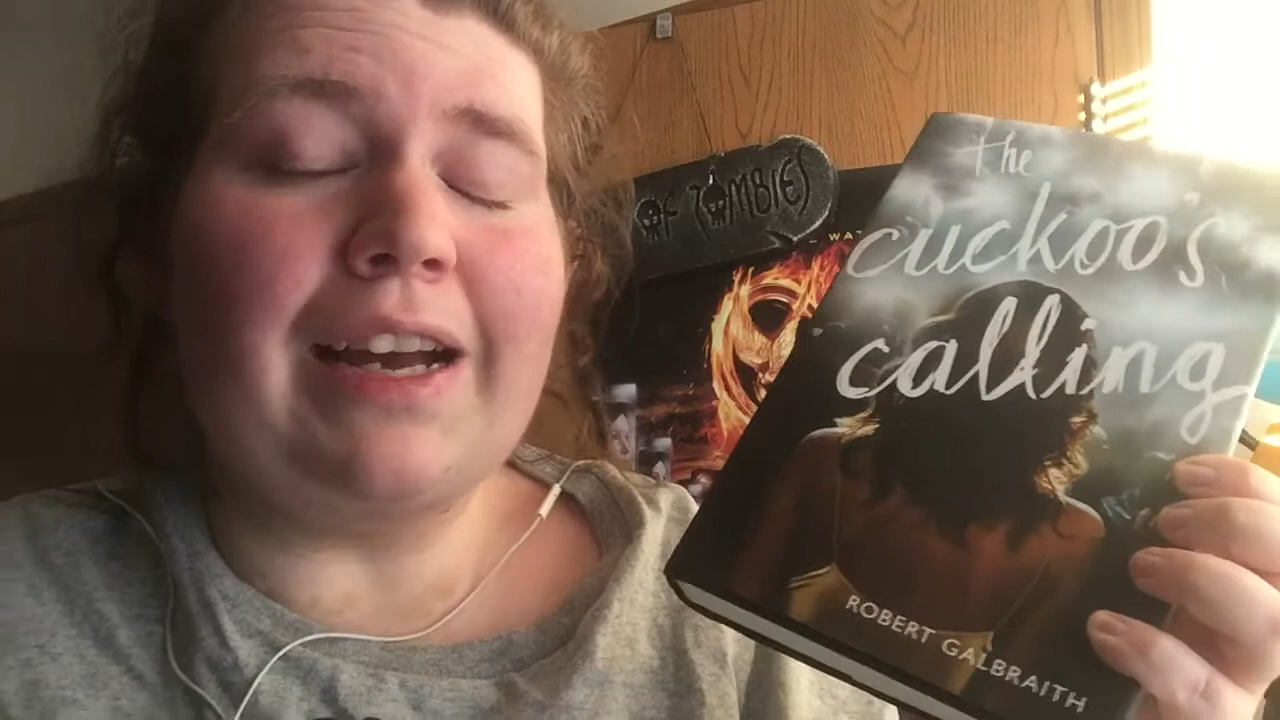 OF ZOMBIES
the
cuckoo's
calling
ROBERT GALBRAITH